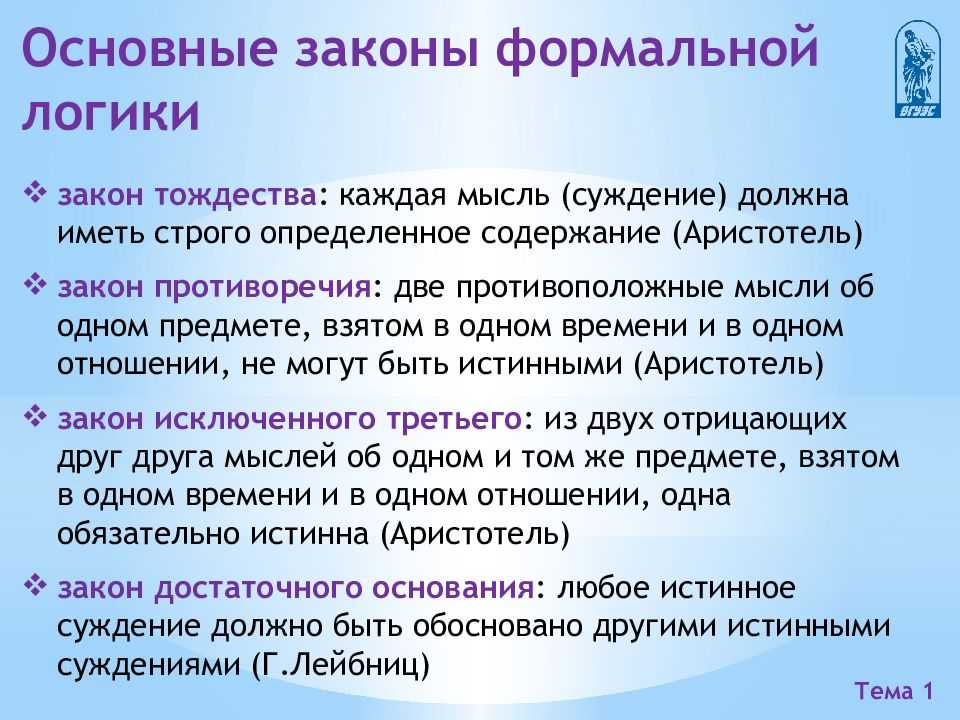 Основные законы формальной
логики
ВГУЭС
закон тождества: каждая мысль (суждение) должна
иметь строго определенное содержание (Аристотель)
закон противоречия: две противоположные мысли об
одном предмете, взятом в одном времени и в одном
отношении, не могут быть истинными (Аристотель)
закон исключенного третьего: из двух отрицающих
друг друга мыслей об одном и том же предмете, взятом
в одном времени и в одном отношении, одна
обязательно истинна (Аристотель)
закон достаточного основания: любое истинное
суждение должно быть обосновано другими истинными
суждениями (Г.Лейбниц)
Тема 1